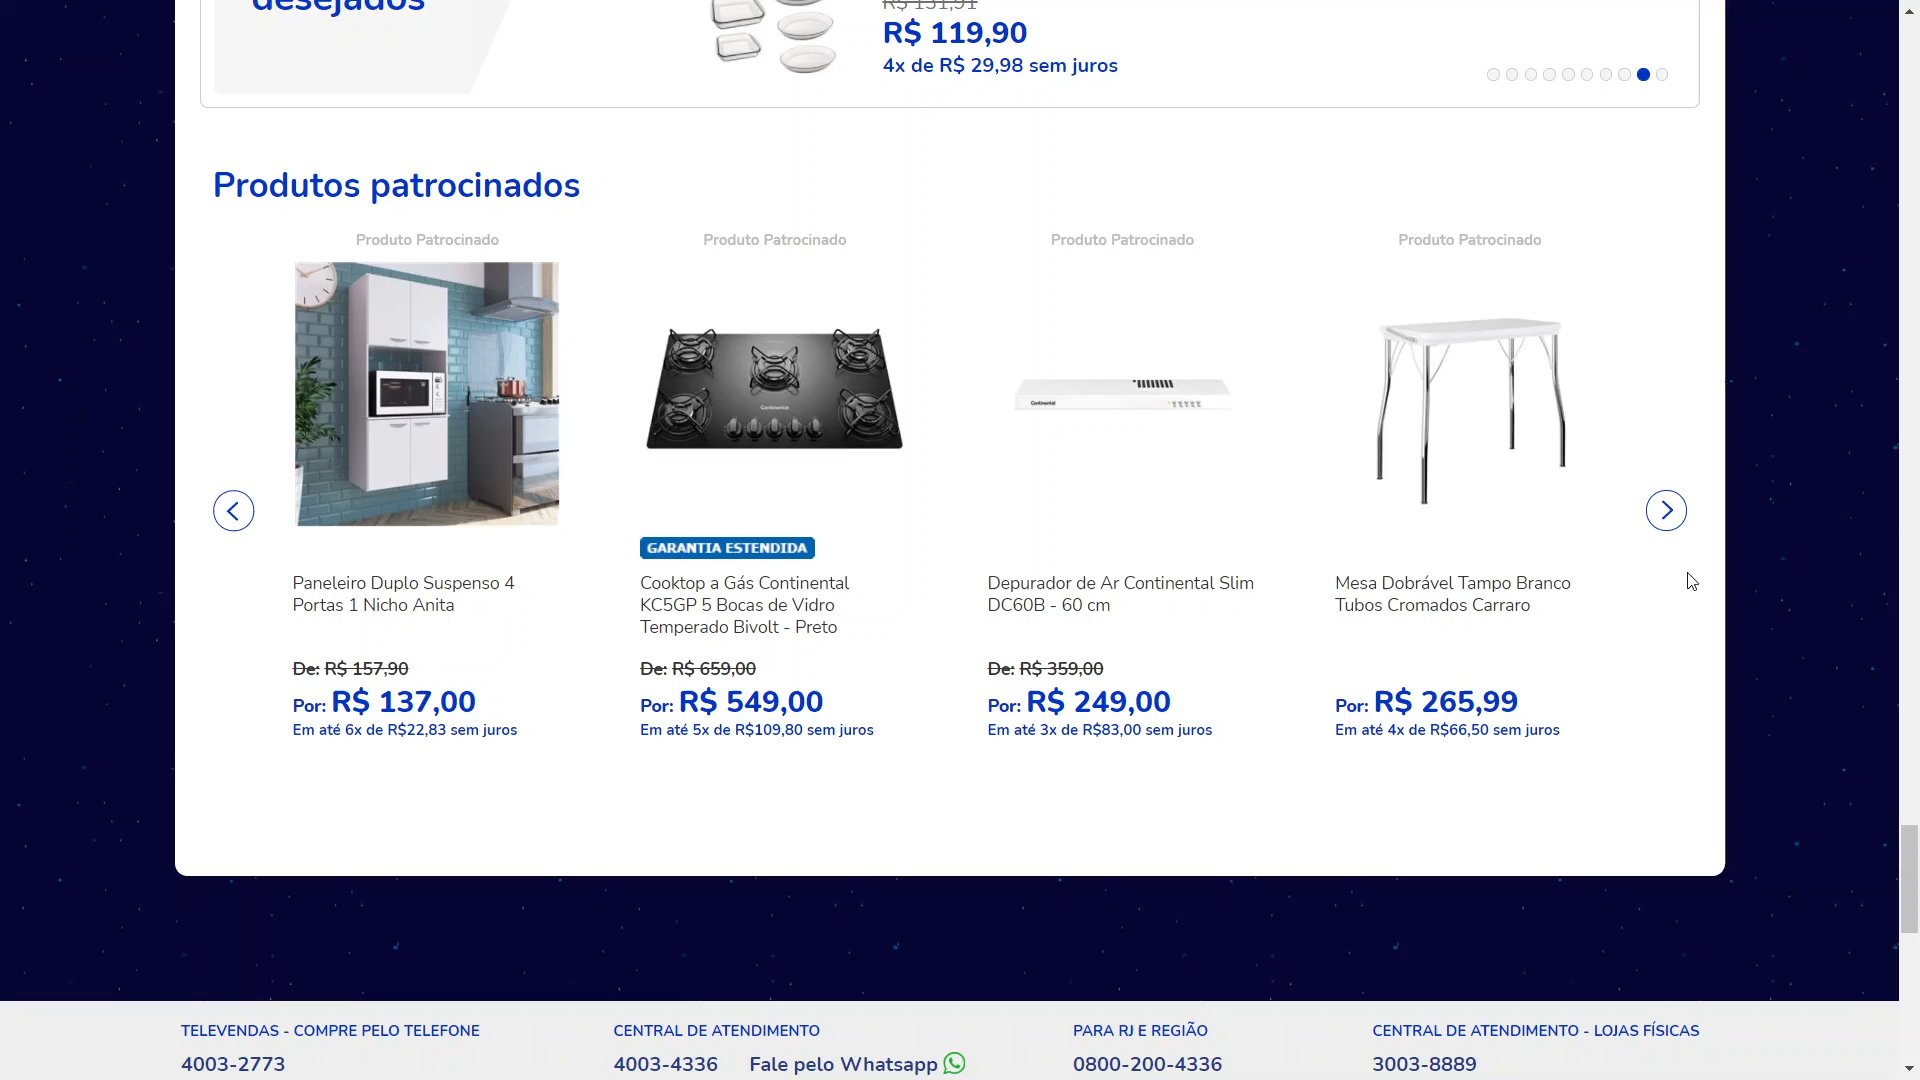 desejados
R$ 131,91
R$ 119,90
4x de R$ 29,98 sem juros
Produtos patrocinados
Produto Patrocinado
Paneleiro Duplo Suspenso 4
Portas 1 Nicho Anita
De: R$ 157,90
Por: R$ 137,00
Em até 6x de R$22,83 sem juros
Produto Patrocinado
Continental
GARANTIA ESTENDIDA
Cooktop a Gás Continental
KC5GP 5 Bocas de Vidro
Temperado Bivolt - Preto
De: R$ 659,00
Por: R$ 549,00
Em até 5x de R$109,80 sem juros
Produto Patrocinado
Continental
Depurador de Ar Continental Slim
DC60B - 60 cm
De: R$ 359,00
Por: R$ 249,00
Em até 3x de R$83,00 sem juros
Produto Patrocinado
Mesa Dobrável Tampo Branco
Tubos Cromados Carraro
Por: R$ 265,99
Em até 4x de R$66,50 sem juros
TELEVENDAS - COMPRE PELO TELEFONE
4003-2773
CENTRAL DE ATENDIMENTO
4003-4336 Fale pelo Whatsapp
PARA RJ E REGIÃO
0800-200-4336
CENTRAL DE ATENDIMENTO - LOJAS FÍSICAS
3003-8889